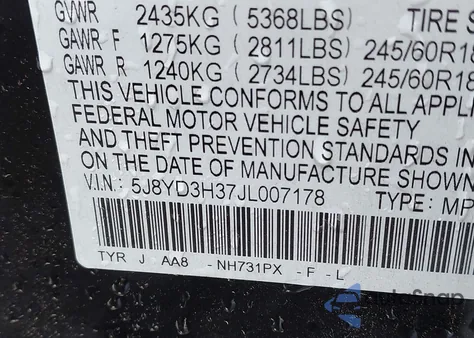 GVWR 2435KG (5368LBS) TIRE S
GAWR F 1275KG (2811LBS) 245/60R18
GAWR R 1240KG (2734LBS) 245/60R18
THIS VEHICLE CONFORMS TO ALL APPLI
FEDERAL MOTOR VEHICLE SAFETY
AND THEFT PREVENTION STANDARDS IN
ON THE DATE OF MANUFACTURE SHOWN
V.I.N.: 5J8YD3H37JL007178 TYPE: MP
TYR J AA8 -NH731PX -F -L
AutoSnap